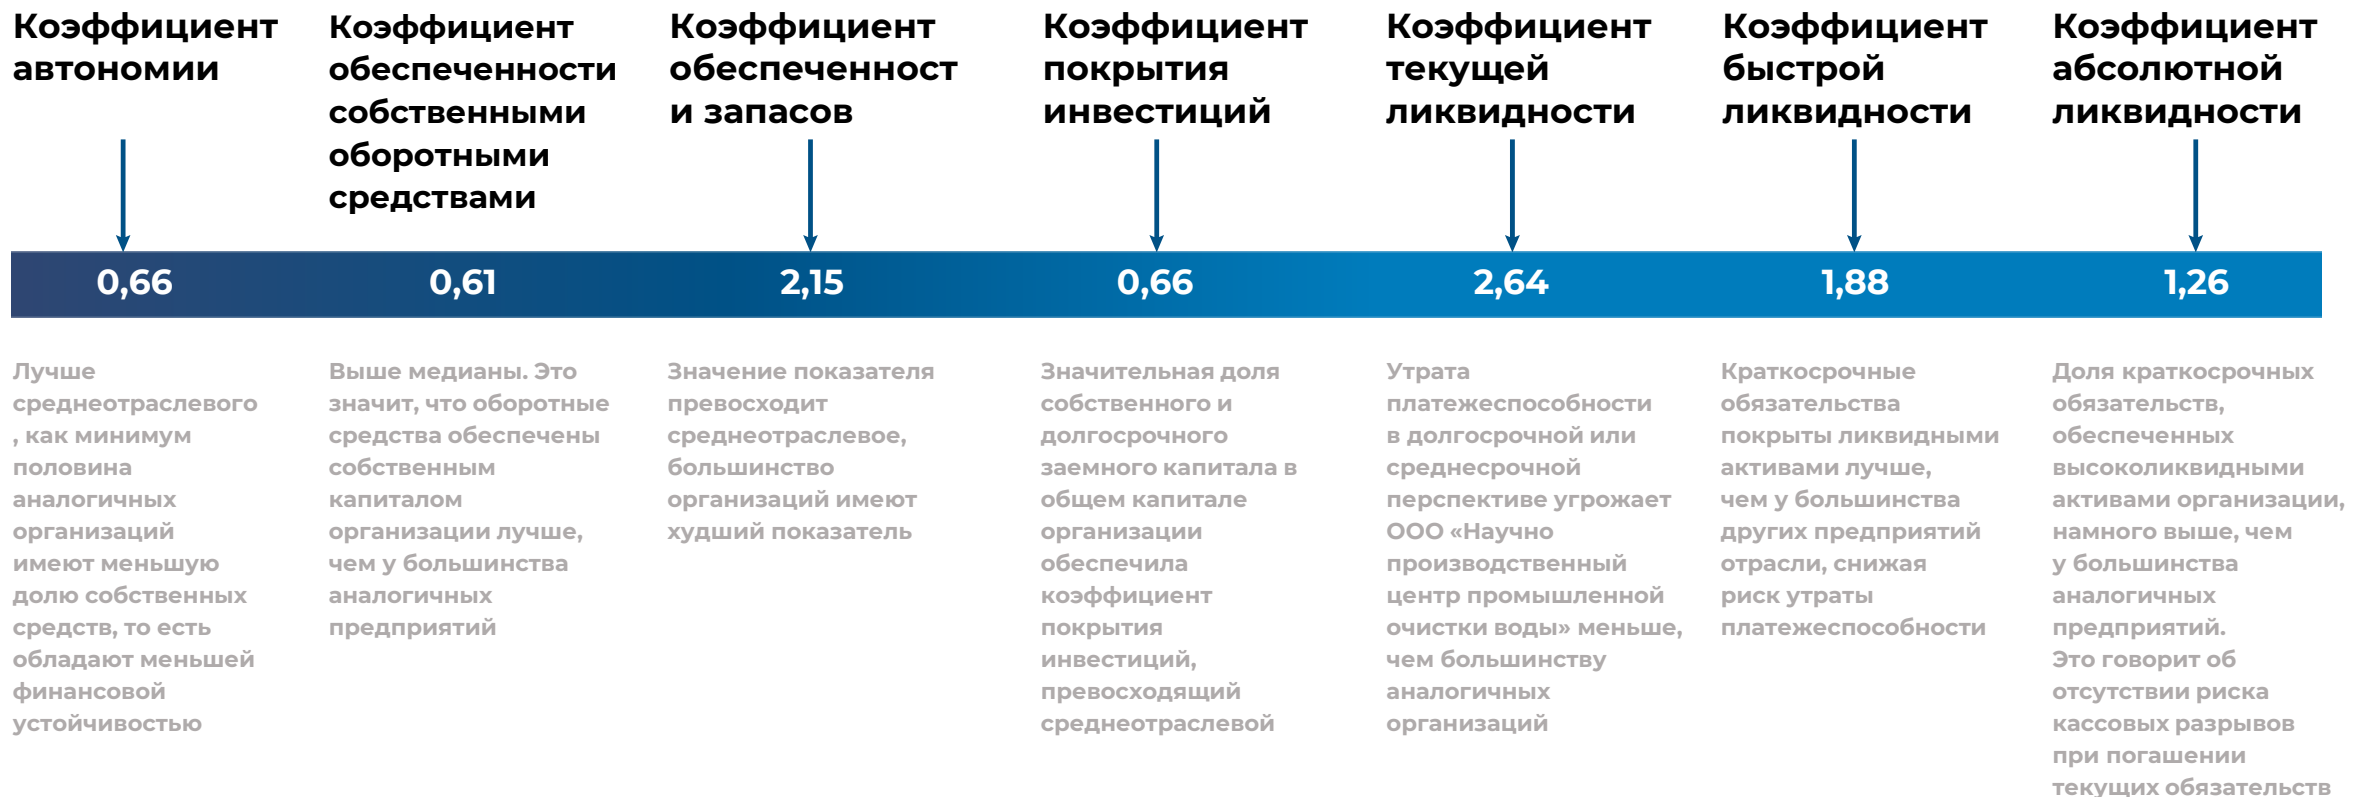 Коэффициент
автономии
Коэффициент
обеспеченности
собственными
оборотными
средствами
Коэффициент
обеспеченност
и запасов
Коэффициент
покрытия
инвестиций
Коэффициент
текущей
ликвидности
Коэффициент
быстрой
ликвидности
Коэффициент
абсолютной
ликвидности
0,66
0,61
2,15
0,66
2,64
1,88
1,26
Лучше
среднеотраслевого
, как минимум
половина
аналогичных
организаций
имеют меньшую
долю собственных
средств, то есть
обладают меньшей
финансовой
устойчивостью
Выше медианы. Это
значит, что оборотные
средства обеспечены
собственным
капиталом
организации лучше,
чем у большинства
аналогичных
предприятий
Значение показателя
превосходит
среднеотраслевое,
большинство
организаций имеют
худший показатель
Значительная доля
собственного и
долгосрочного
заемного капитала в
общем капитале
организации
обеспечила
коэффициент
покрытия
инвестиций,
превосходящий
среднеотраслевой
Утрата
платежеспособности
в долгосрочной или
среднесрочной
перспективе угрожает
ООО «Научно
производственный
центр промышленной
очистки воды» меньше,
чем большинству
аналогичных
организаций
Краткосрочные
обязательства
покрыты ликвидными
активами лучше,
чем у большинства
других предприятий
отрасли, снижая
риск утраты
платежеспособности
Доля краткосрочных
обязательств,
обеспеченных
высоколиквидными
активами организации,
намного выше, чем
у большинства
аналогичных
предприятий.
Это говорит об
отсутствии риска
кассовых разрывов
при погашении
текущих обязательств